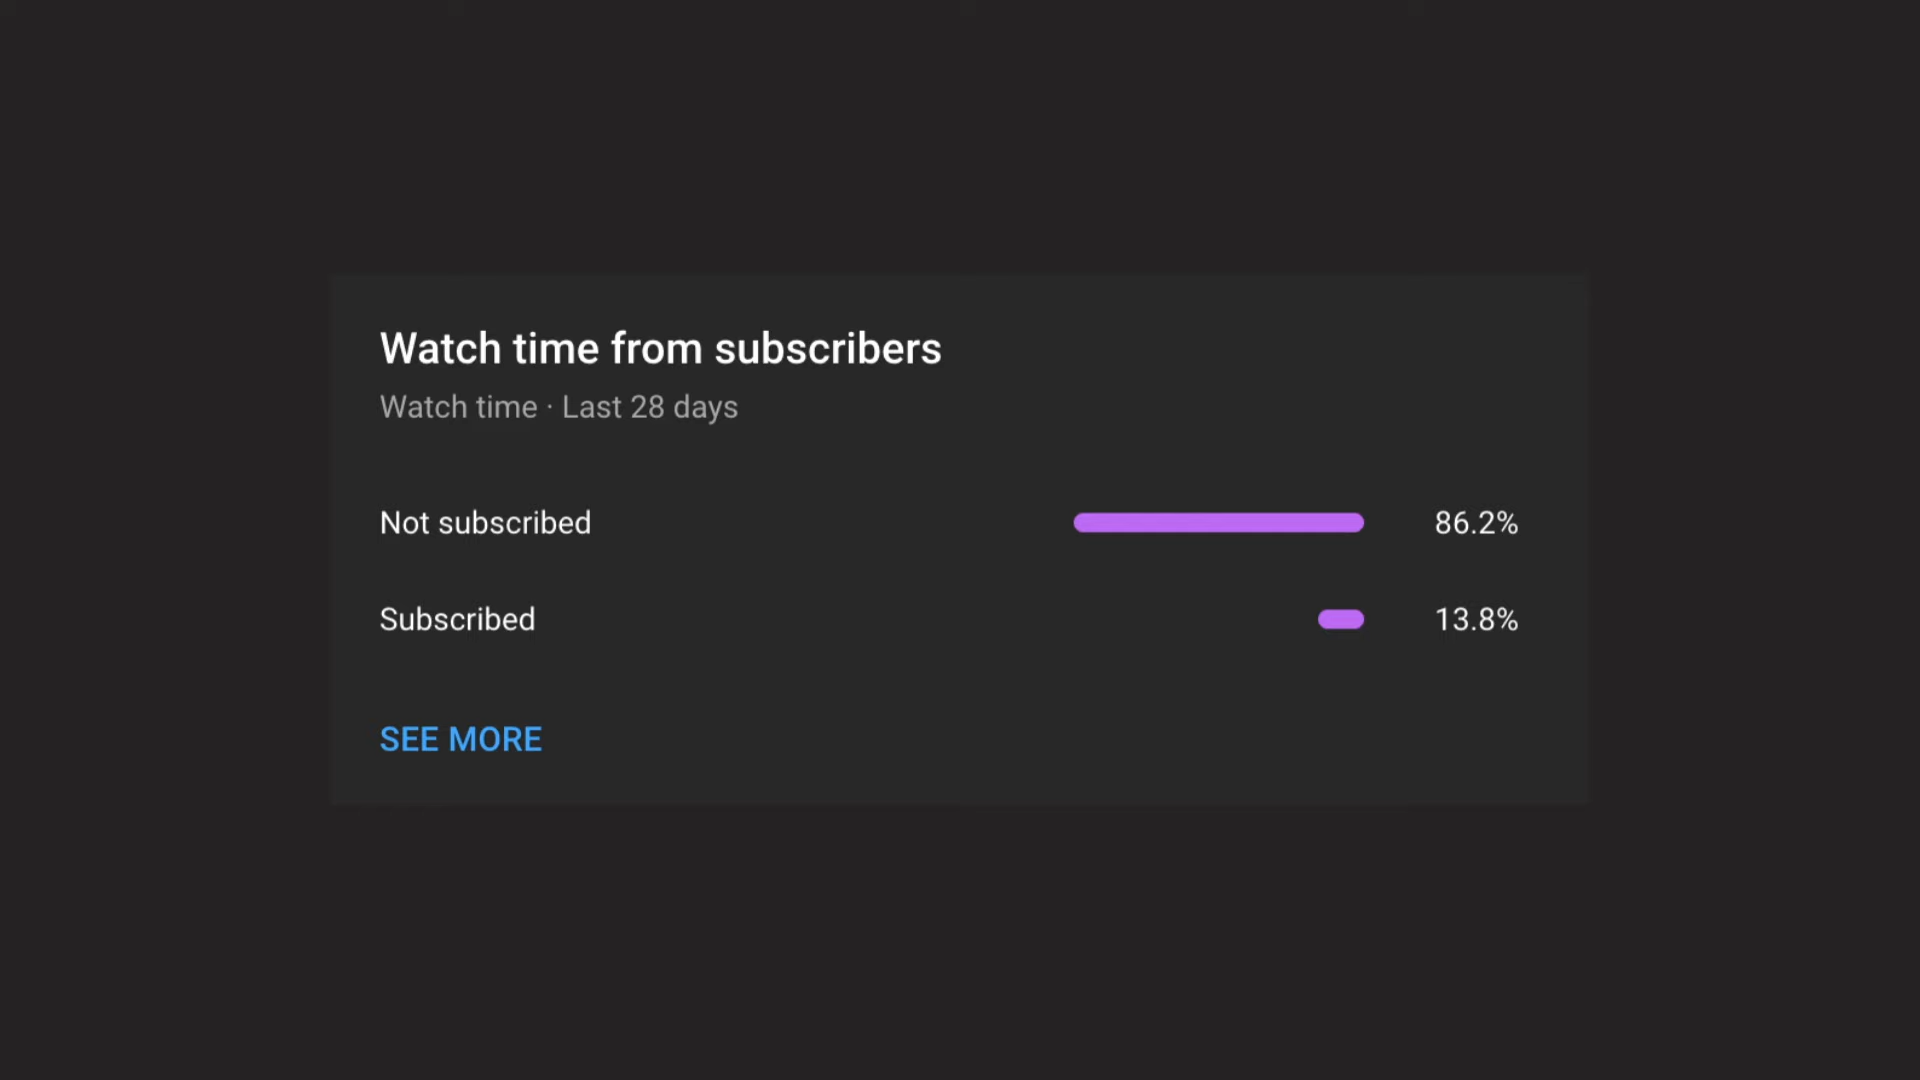 Watch time from subscribers
Watch time · Last 28 days
Not subscribed 86.2%
Subscribed 13.8%
SEE MORE